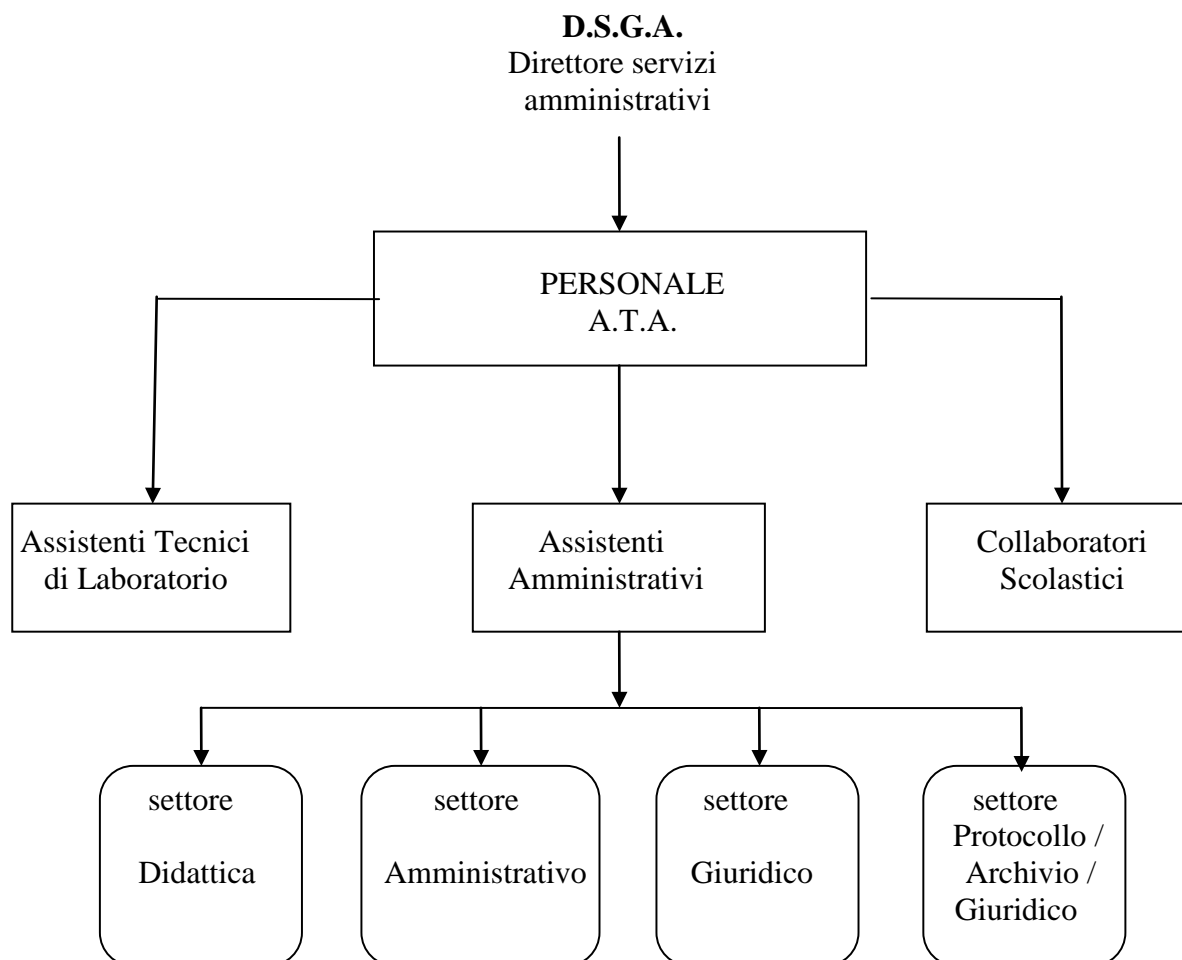 D.S.G.A.
Direttore servizi
amministrativi
PERSONALE
A.T.A.
Assistenti Tecnici
di Laboratorio
Assistenti
Amministrativi
Collaboratori
Scolastici
settore
Didattica
settore
Amministrativo
settore
Giuridico
settore
Protocollo /
Archivio /
Giuridico